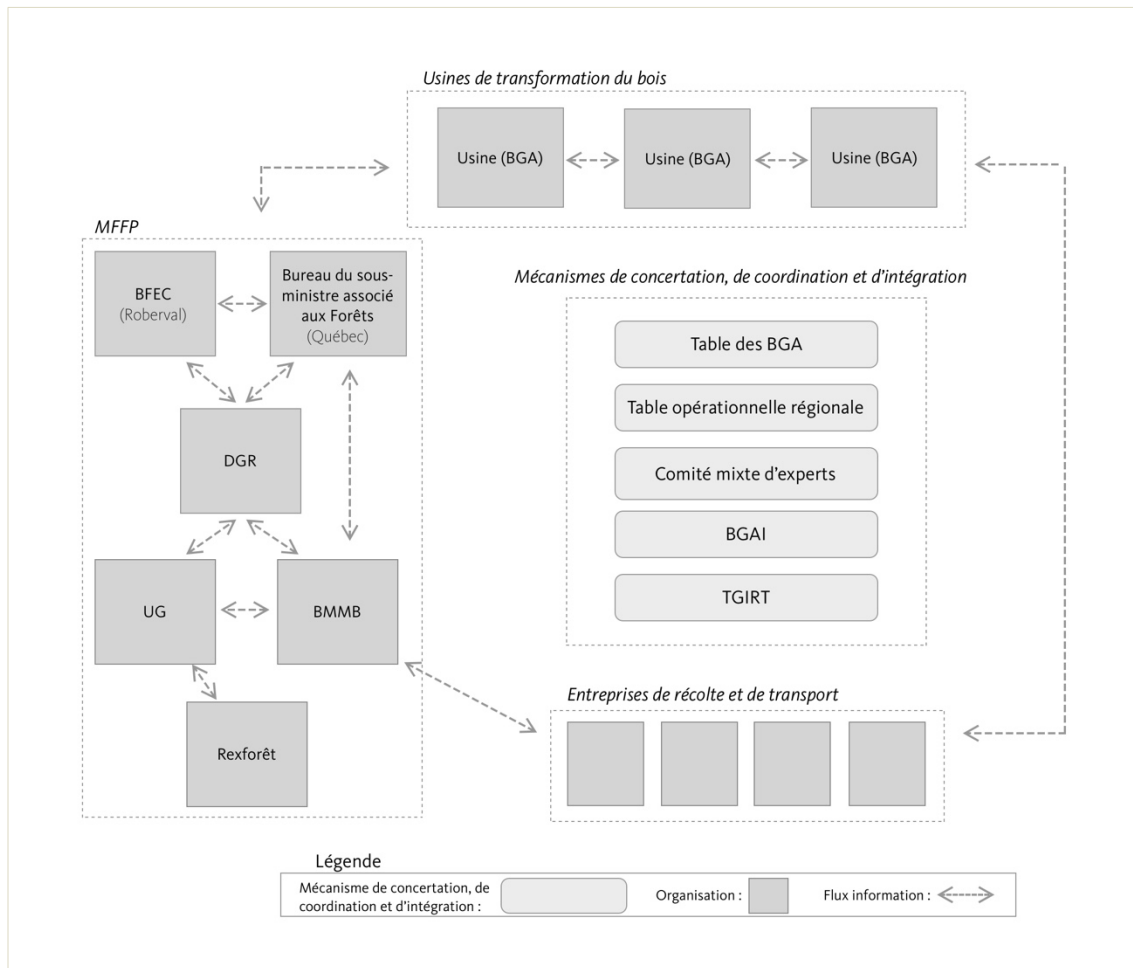 Usines de transformation du bois
Usine (BGA)
Usine (BGA)
Usine (BGA)
MFFP
BFEC
(Roberval)
Bureau du sous-
ministre associé
aux Forêts
(Québec)
DGR
UG
BMMB
Rexforêt
Mécanismes de concertation, de coordination et d'intégration
Table des BGA
Table opérationnelle régionale
Comité mixte d'experts
BGAI
TGIRT
Entreprises de récolte et de transport
Légende
Mécanisme de concertation, de
coordination et d'intégration :
Organisation :
Flux information :